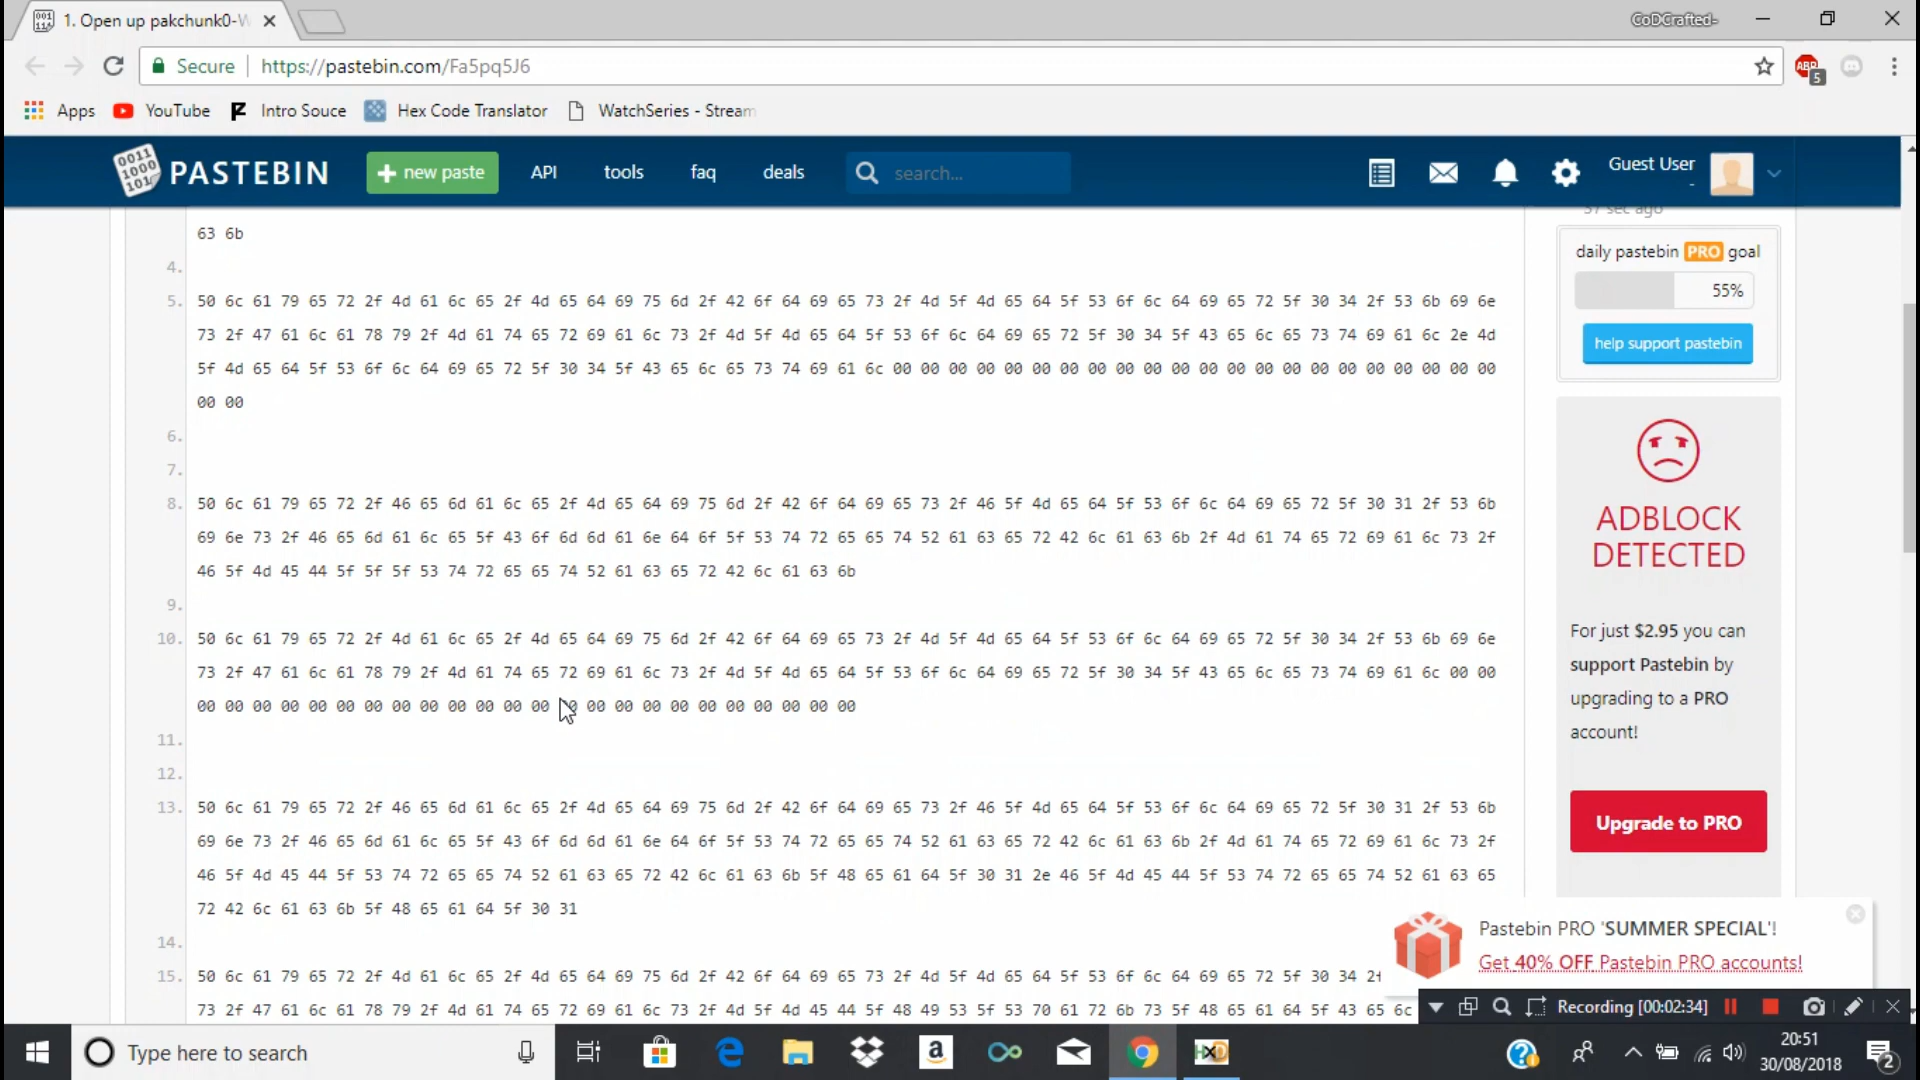 1. Open up pakchunk0-W
CoDCrafted-
Secure
https://pastebin.com/Fa5pq5J6
ABP
5
Apps
YouTube
Intro Souce
Hex Code Translator
WatchSeries - Stream
0011
1000
101
PASTEBIN
+ new paste
API
tools
faq
deals
search...
Guest User
-
37 sec ago
63 6b
4.
5. 50 6c 61 79 65 72 2f 4d 61 6c 65 2f 4d 65 64 69 75 6d 2f 42 6f 64 69 65 73 2f 4d 5f 4d 65 64 5f 53 6f 6c 64 69 65 72 5f 30 34 2f 53 6b 69 6e
73 2f 47 61 6c 61 78 79 2f 4d 61 74 65 72 69 61 6c 73 2f 4d 5f 4d 65 64 5f 53 6f 6c 64 69 65 72 5f 30 34 5f 43 65 6c 65 73 74 69 61 6c 2e 4d
5f 4d 65 64 5f 53 6f 6c 64 69 65 72 5f 30 34 5f 43 65 6c 65 73 74 69 61 6c 00 00 00 00 00 00 00 00 00 00 00 00 00 00 00 00 00 00 00 00 00 00
00 00
6.
7.
8. 50 6c 61 79 65 72 2f 46 65 6d 61 6c 65 2f 4d 65 64 69 75 6d 2f 42 6f 64 69 65 73 2f 46 5f 4d 65 64 5f 53 6f 6c 64 69 65 72 5f 30 31 2f 53 6b
69 6e 73 2f 46 65 6d 61 6c 65 5f 43 6f 6d 6d 61 6e 64 6f 5f 53 74 72 65 65 74 52 61 63 65 72 42 6c 61 63 6b 2f 4d 61 74 65 72 69 61 6c 73 2f
46 5f 4d 45 44 5f 5f 5f 53 74 72 65 65 74 52 61 63 65 72 42 6c 61 63 6b
9.
10. 50 6c 61 79 65 72 2f 4d 61 6c 65 2f 4d 65 64 69 75 6d 2f 42 6f 64 69 65 73 2f 4d 5f 4d 65 64 5f 53 6f 6c 64 69 65 72 5f 30 34 2f 53 6b 69 6e
73 2f 47 61 6c 61 78 79 2f 4d 61 74 65 72 69 61 6c 73 2f 4d 5f 4d 65 64 5f 53 6f 6c 64 69 65 72 5f 30 34 5f 43 65 6c 65 73 74 69 61 6c 00 00
00 00 00 00 00 00 00 00 00 00 00 00 00 00 00 00 00 00 00 00 00 00 00 00
11.
12.
13. 50 6c 61 79 65 72 2f 46 65 6d 61 6c 65 2f 4d 65 64 69 75 6d 2f 42 6f 64 69 65 73 2f 46 5f 4d 65 64 5f 53 6f 6c 64 69 65 72 5f 30 31 2f 53 6b
69 6e 73 2f 46 65 6d 61 6c 65 5f 43 6f 6d 6d 61 6e 64 6f 5f 53 74 72 65 65 74 52 61 63 65 72 42 6c 61 63 6b 2f 4d 61 74 65 72 69 61 6c 73 2f
46 5f 4d 45 44 5f 53 74 72 65 65 74 52 61 63 65 72 42 6c 61 63 6b 5f 48 65 61 64 5f 30 31 2e 46 5f 4d 45 44 5f 53 74 72 65 65 74 52 61 63 65
72 42 6c 61 63 6b 5f 48 65 61 64 5f 30 31
14.
15. 50 6c 61 79 65 72 2f 4d 61 6c 65 2f 4d 65 64 69 75 6d 2f 42 6f 64 69 65 73 2f 4d 5f 4d 65 64 5f 53 6f 6c 64 69 65 72 5f 30 34 2f
73 2f 47 61 6c 61 78 79 2f 4d 61 74 65 72 69 61 6c 73 2f 4d 5f 4d 45 44 5f 48 49 53 5f 53 70 61 72 6b 73 5f 48 65 61 64 5f 43 65 6c
daily pastebin PRO goal
55%
help support pastebin
ADBLOCK
DETECTED
For just $2.95 you can
support Pastebin by
upgrading to a PRO
account!
Upgrade to PRO
Pastebin PRO 'SUMMER SPECIAL'!
Get 40% OFF Pastebin PRO accounts!
Recording [00:02:34]
Type here to search
20:51
30/08/2018
2